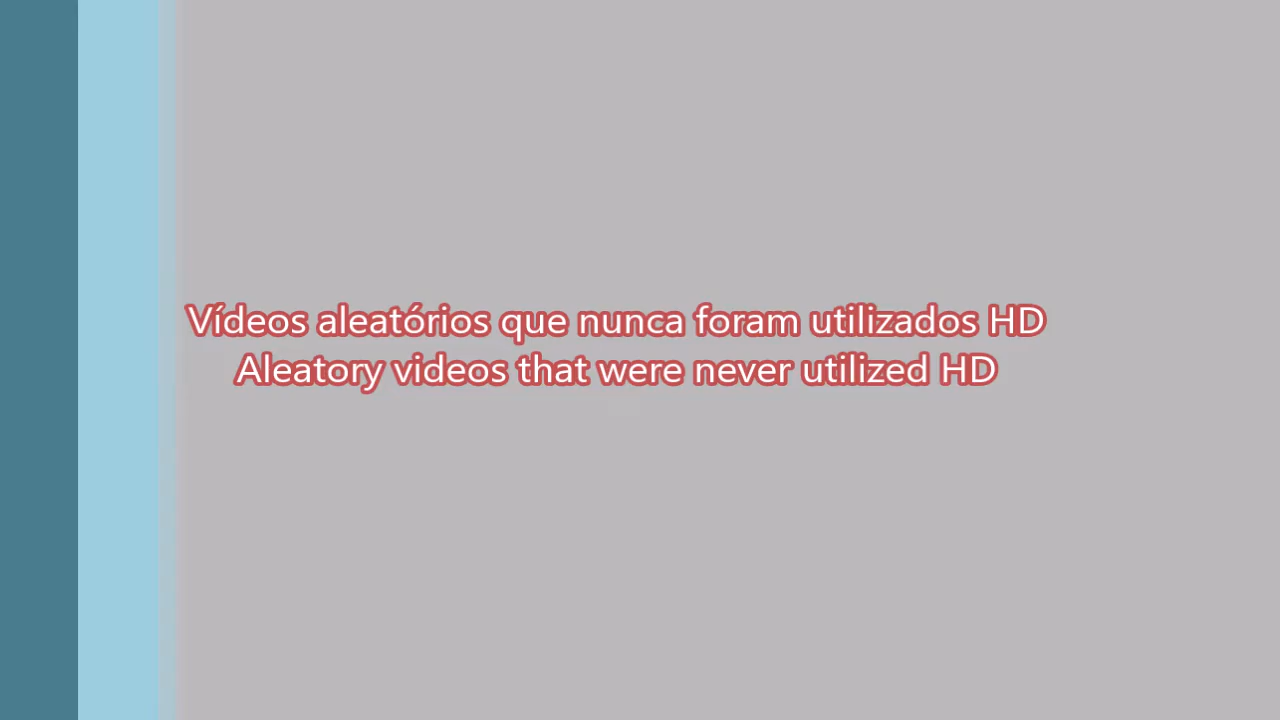 Vídeos aleatórios que nunca foram utilizados HD
Aleatory videos that were never utilized HD